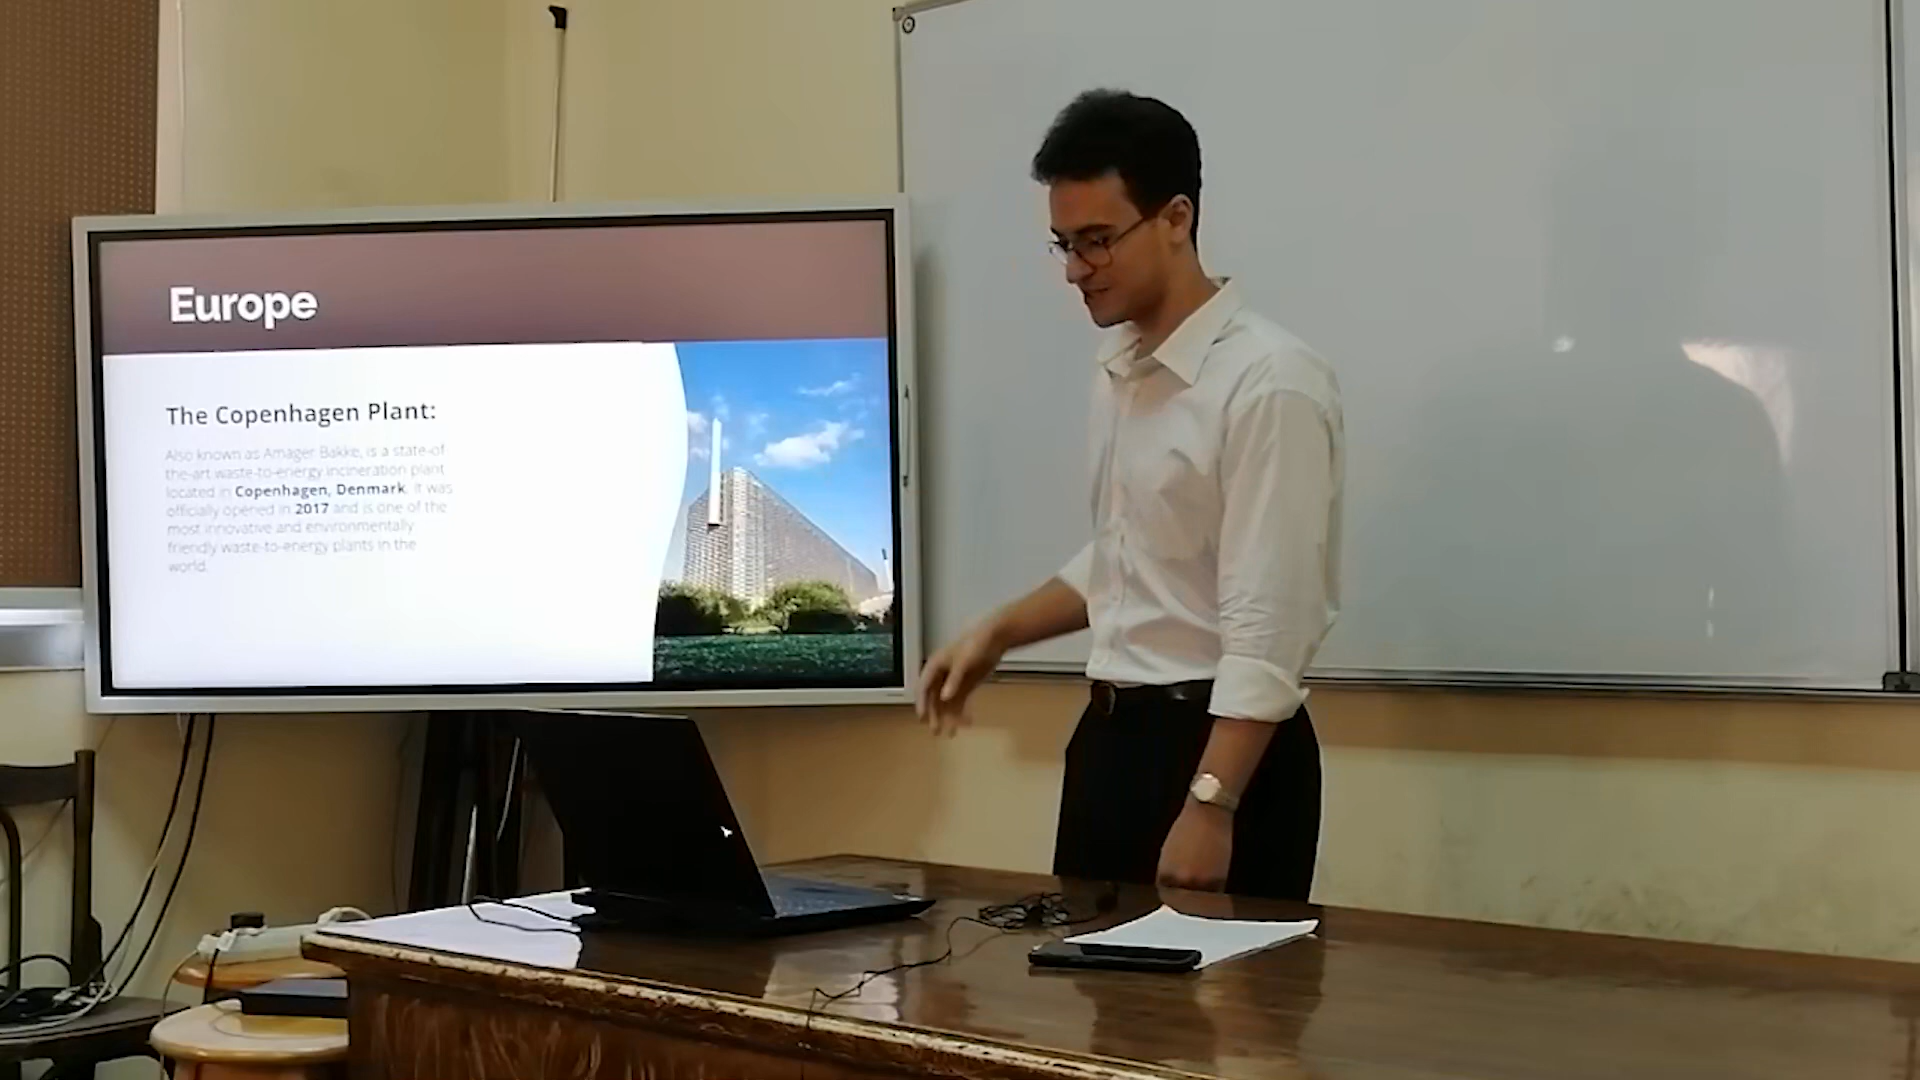 Europe
The Copenhagen Plant:
Also known as Amager Bakke, is a state-of-
the-art waste-to-energy incineration plant
located in Copenhagen, Denmark. It was
officially opened in 2017 and is one of the
most innovative and environmentally
friendly waste-to-energy plants in the
world.